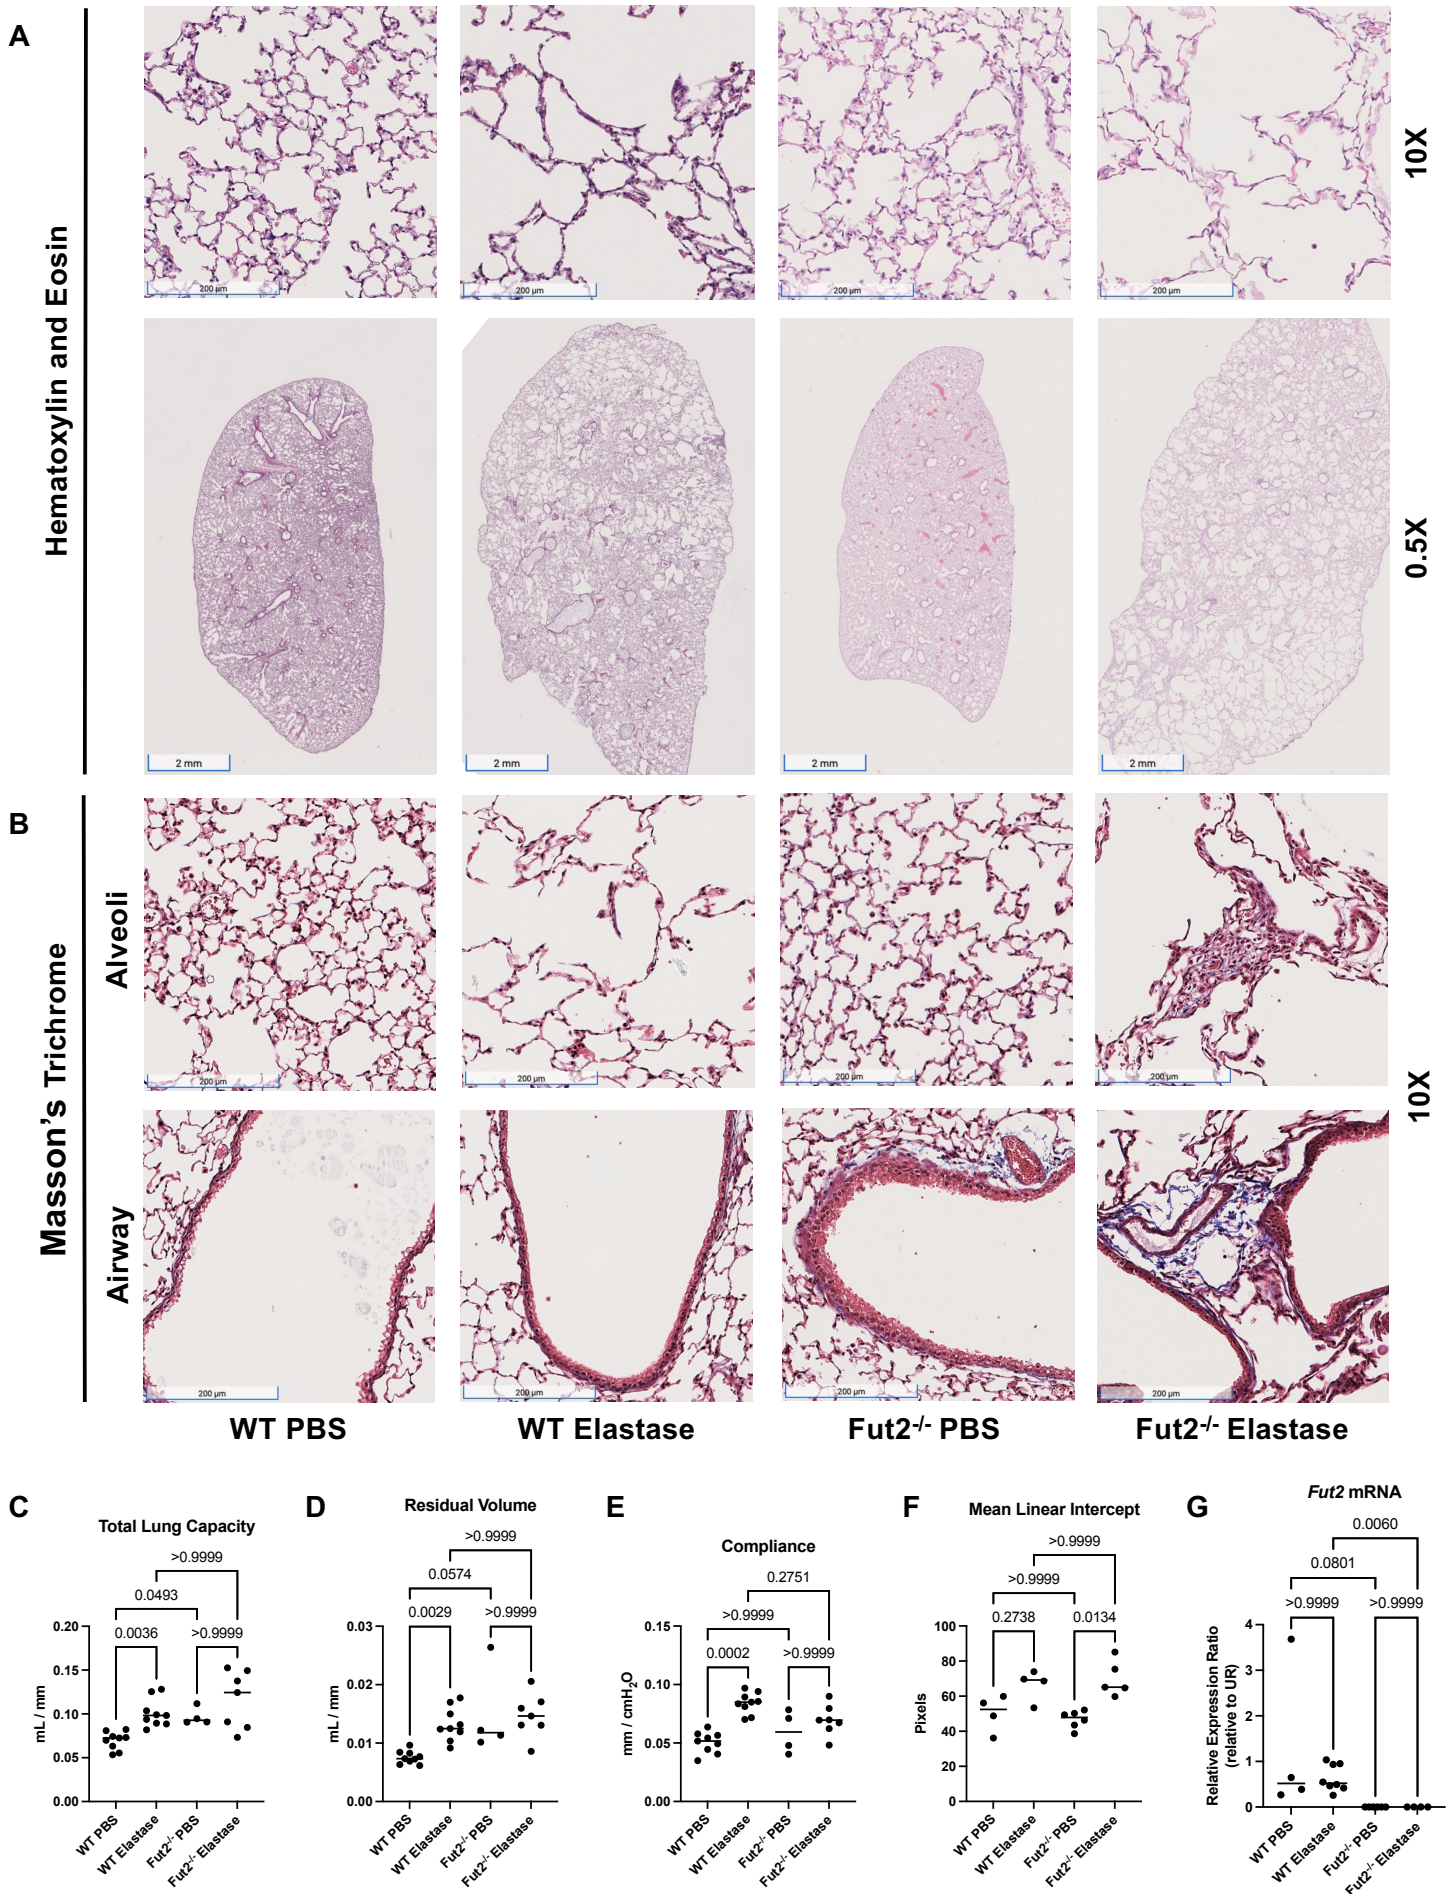 A
Hematoxylin and Eosin
10X
200 µm
200 µm
200 µm
200 µm
0.5X
2 mm
2 mm
2 mm
2 mm
B
Masson's Trichrome
Alveoli
200 µm
200 µm
200 µm
200 µm
10X
Airway
200 µm
200 µm
200 µm
200 µm
WT PBS
WT Elastase
Fut2-/- PBS
Fut2-/- Elastase
C
Total Lung Capacity
>0.9999
0.0493
0.0036
>0.9999
mL / mm
0.20
0.15
0.10
0.05
0.00
WT PBS
WT Elastase
Fut2-/- PBS
Fut2-/- Elastase
D
Residual Volume
>0.9999
0.0574
0.0029
>0.9999
mL / mm
0.03
0.02
0.01
0.00
WT PBS
WT Elastase
Fut2-/- PBS
Fut2-/- Elastase
E
Compliance
0.2751
>0.9999
0.0002
>0.9999
mm / cmH2O
0.15
0.10
0.05
0.00
WT PBS
WT Elastase
Fut2-/- PBS
Fut2-/- Elastase
F
Mean Linear Intercept
>0.9999
>0.9999
0.2738
0.0134
Pixels
100
80
60
40
20
0
WT PBS
WT Elastase
Fut2-/- PBS
Fut2-/- Elastase
G
Fut2 mRNA
0.0060
0.0801
>0.9999
>0.9999
Relative Expression Ratio
(relative to UR)
4
3
2
1
0
WT PBS
WT Elastase
Fut2-/- PBS
Fut2-/- Elastase